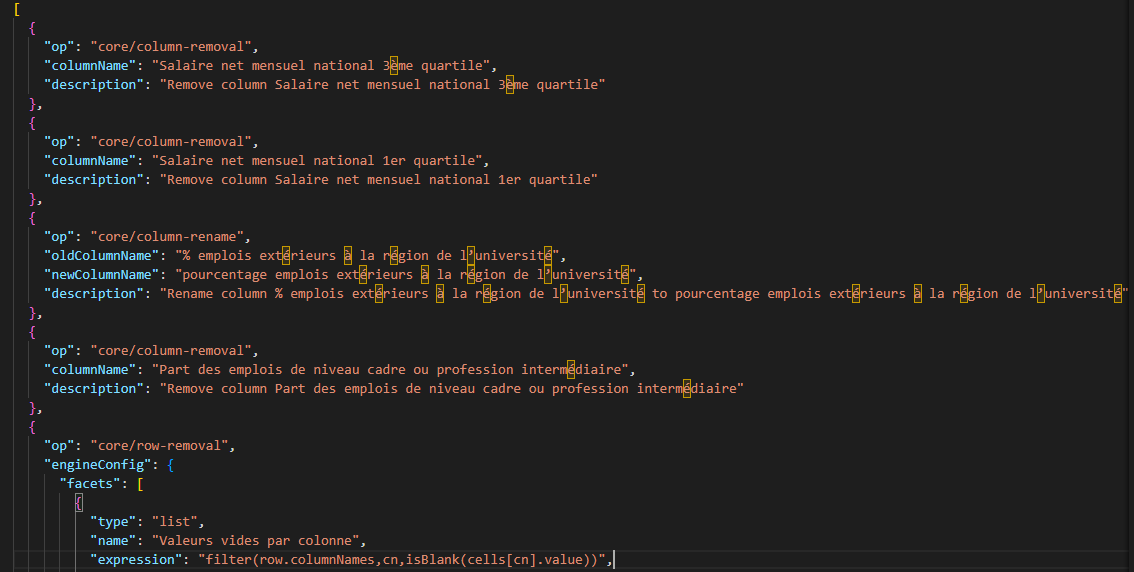 [
  {
    "op": "core/column-removal",
    "columnName": "Salaire net mensuel national 3ème quartile",
    "description": "Remove column Salaire net mensuel national 3ème quartile"
  },
  {
    "op": "core/column-removal",
    "columnName": "Salaire net mensuel national 1er quartile",
    "description": "Remove column Salaire net mensuel national 1er quartile"
  },
  {
    "op": "core/column-rename",
    "oldColumnName": "% emplois extérieurs à la région de l’université",
    "newColumnName": "pourcentage emplois extérieurs à la région de l’université",
    "description": "Rename column % emplois extérieurs à la région de l’université to pourcentage emplois extérieurs à la région de l’université"
  },
  {
    "op": "core/column-removal",
    "columnName": "Part des emplois de niveau cadre ou profession intermédiaire",
    "description": "Remove column Part des emplois de niveau cadre ou profession intermédiaire"
  },
  {
    "op": "core/row-removal",
    "engineConfig": {
      "facets": [
        {
          "type": "list",
          "name": "Valeurs vides par colonne",
          "expression": "filter(row.columnNames,cn,isBlank(cells[cn].value))",